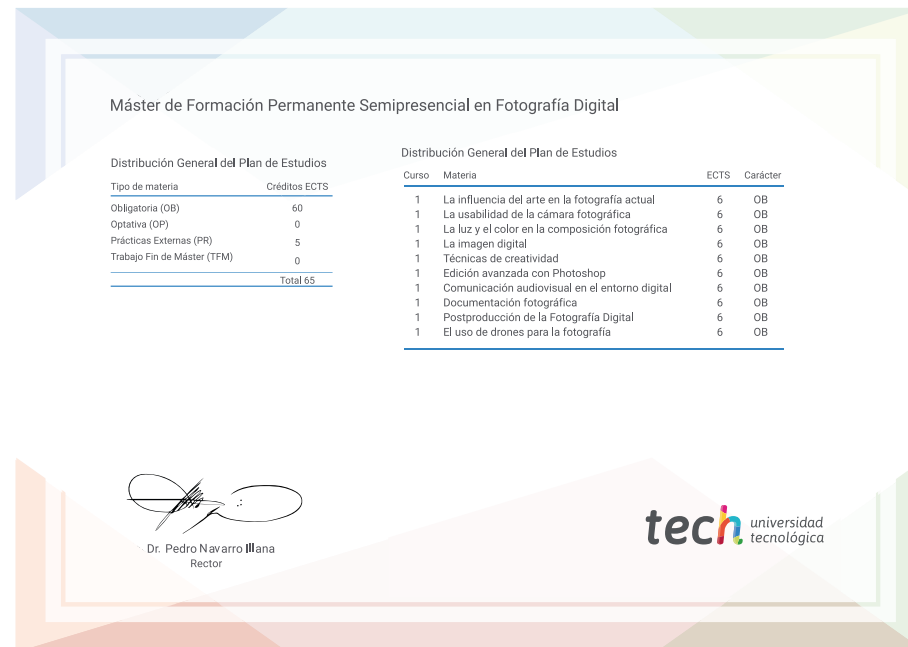 Máster de Formación Permanente Semipresencial en Fotografía Digital
Distribución General del Plan de Estudios
Tipo de materia Créditos ECTS
Obligatoria (OB) 60
Optativa (OP) 0
Prácticas Externas (PR) 5
Trabajo Fin de Máster (TFM) 0
Total 65
Distribución General del Plan de Estudios
Curso Materia ECTS Carácter
1 La influencia del arte en la fotografía actual 6 OB
1 La usabilidad de la cámara fotográfica 6 OB
1 La luz y el color en la composición fotográfica 6 OB
1 La imagen digital 6 OB
1 Técnicas de creatividad 6 OB
1 Edición avanzada con Photoshop 6 OB
1 Comunicación audiovisual en el entorno digital 6 OB
1 Documentación fotográfica 6 OB
1 Postproducción de la Fotografía Digital 6 OB
1 El uso de drones para la fotografía 6 OB
Dr. Pedro Navarro Illana
Rector
tech universidad
tecnológica